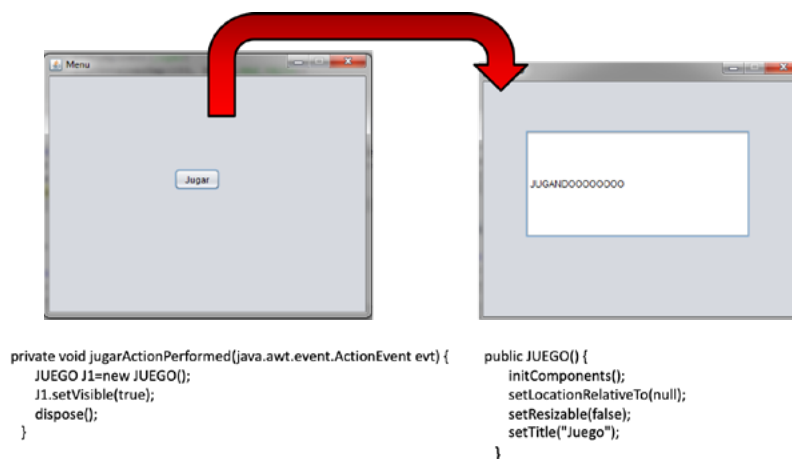 Menu
Jugar
JUGANDOOOOOOOO
private void jugarActionPerformed(java.awt.event.ActionEvent evt) {
JUEGO J1=new JUEGO();
J1.setVisible(true);
dispose();
}
public JUEGO() {
initComponents();
setLocationRelativeTo(null);
setResizable(false);
setTitle("Juego");
}